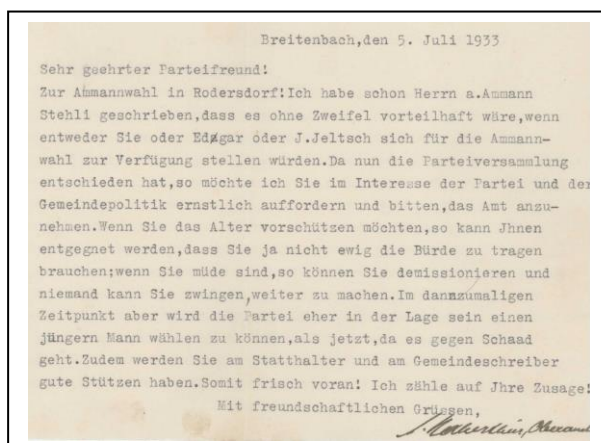 Breitenbach,den 5. Juli 1933
Sehr geehrter Parteifreund!
Zur Ammannwahl in Rodersdorf!Ich habe schon Herrn a.Ammann
Stehli geschrieben,dass es ohne Zweifel vorteilhaft wäre,wenn
entweder Sie oder Edgar oder J.Jeltsch sich für die Ammann-
wahl zur Verfügung stellen würden.Da nun die Parteiversammlung
entschieden hat,so möchte ich Sie im Interesse der Partei und der
Gemeindepolitik ernstlich auffordern und bitten,das Amt anzu-
nehmen.Wenn Sie das Alter vorschützen möchten,so kann Jhnen
entgegnet werden,dass Sie ja nicht ewig die Bürde zu tragen
brauchen;wenn Sie müde sind,so können Sie demissionieren und
niemand kann Sie zwingen,weiter zu machen.Im dannzumaligen
Zeitpunkt aber wird die Partei eher in der Lage sein einen
jüngern Mann wählen zu können,als jetzt,da es gegen Schaad
geht.Zudem werden Sie am Statthalter und am Gemeindeschreiber
gute Stützen haben.Somit frisch voran! Ich zähle auf Jhre Zusage!
Mit freundschaftlichen Grüssen,